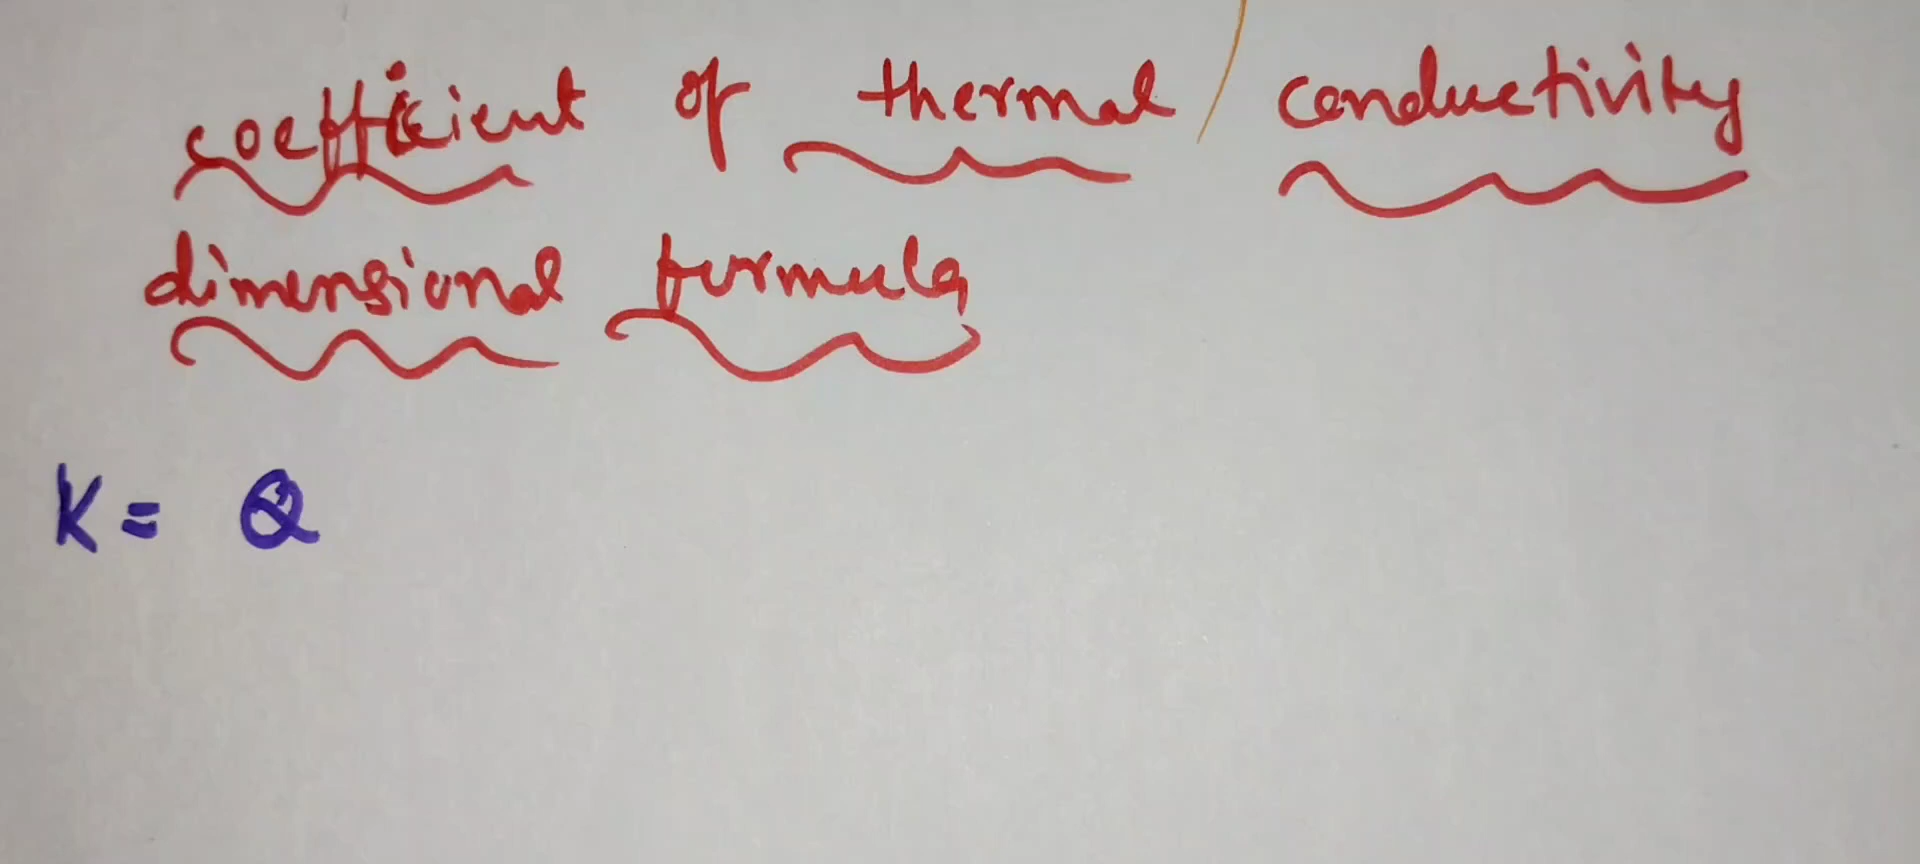 coefficient of thermal conductivity
dimensional formula
K = Q